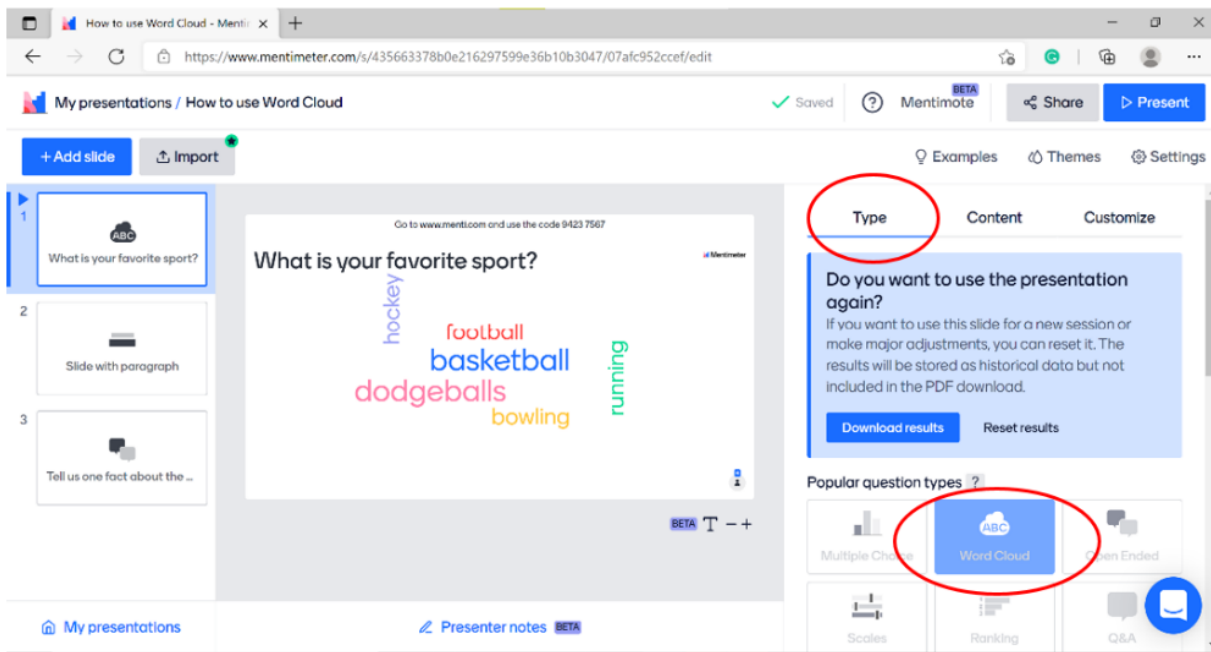 How to use Word Cloud - Menti
https://www.mentimeter.com/s/435663378b0e216297599e36b10b3047/07afc952ccef/edit
My presentations / How to use Word Cloud
Saved
?
Mentimote
BETA
Share
Present
+ Add slide
Import
Examples
Themes
Settings
1
ABC
What is your favorite sport?
2
Slide with paragraph
3
Tell us one fact about the ...
My presentations
Go to www.menti.com and use the code 9423 7567
What is your favorite sport?
Mentimeter
hockey
football
basketball
dodgeballs
bowling
running
BETA T − +
Presenter notes BETA
Type
Content
Customize
Do you want to use the presentation
again?
If you want to use this slide for a new session or
make major adjustments, you can reset it. The
results will be stored as historical data but not
included in the PDF download.
Download results
Reset results
Popular question types ?
Multiple Choice
ABC
Word Cloud
Open Ended
Scales
Ranking
Q&A